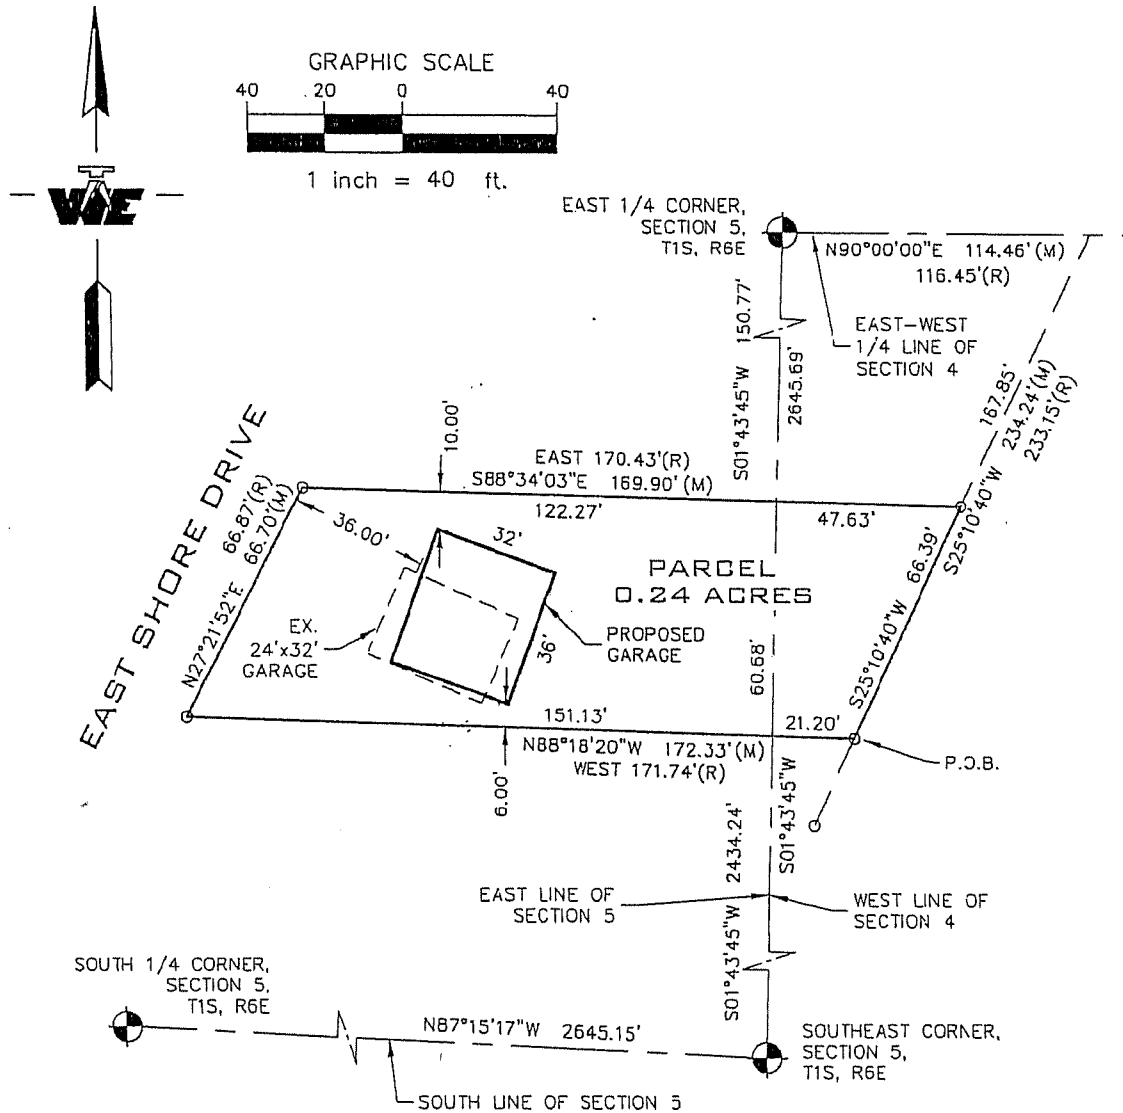 GRAPHIC SCALE
40 20 0 40
1 inch = 40 ft.
EAST 1/4 CORNER,
SECTION 5,
T1S, R6E
N90°00'00"E 114.46'(M)
116.45'(R)
EAST-WEST
1/4 LINE OF
SECTION 4
S01°43'45"W 150.77'
2645.69'
167.85'
S25°10'40"W 234.24'(M)
233.15'(R)
10.00'
EAST 170.43'(R)
S88°34'03"E 169.90'(M)
122.27'
47.63'
EAST SHORE DRIVE
66.87'(R)
N27°21'52"E 66.70'(M)
36.00'
32'
36'
EX.
24'x32'
GARAGE
PROPOSED
GARAGE
PARCEL
0.24 ACRES
S25°10'40"W 66.39'
60.68'
151.13'
21.20'
N88°18'20"W 172.33'(M)
WEST 171.74'(R)
6.00'
P.O.B.
S01°43'45"W
S01°43'45"W 2434.24'
EAST LINE OF
SECTION 5
WEST LINE OF
SECTION 4
SOUTH 1/4 CORNER,
SECTION 5,
T1S, R6E
N87°15'17"W 2645.15'
SOUTHEAST CORNER,
SECTION 5,
T1S, R6E
SOUTH LINE OF SECTION 5